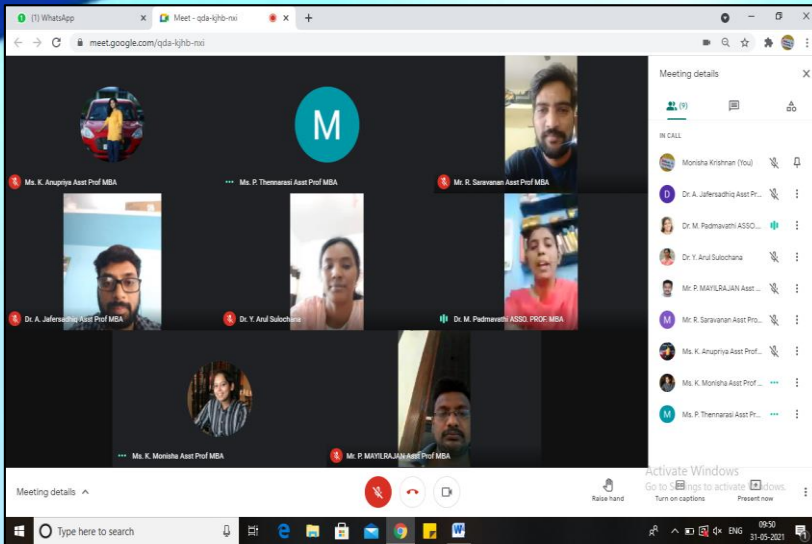 (1) WhatsApp
Meet - qda-kjhb-nxi
meet.google.com/qda-kjhb-nxi
Meeting details
(9)
IN CALL
Monisha Krishnan (You)
D Dr. A. Jafersadhiq Asst Pr...
Dr. M. Padmavathi ASSO...
Dr. Y. Arul Sulochana
Mr. P. MAYILRAJAN Asst ...
M Mr. R. Saravanan Asst Pro...
Ms. K. Anupriya Asst Prof...
Ms. K. Monisha Asst Prof ...
M Ms. P. Thennarasi Asst Pr...
M
Ms. K. Anupriya Asst Prof MBA
Ms. P. Thennarasi Asst Prof MBA
Mr. R. Saravanan Asst Prof MBA
Dr. A. Jafersadhiq Asst Prof MBA
Dr. Y. Arul Sulochana
Dr. M. Padmavathi ASSO. PROF. MBA
Ms. K. Monisha Asst Prof MBA
Mr. P. MAYILRAJAN Asst Prof MBA
Meeting details
Raise hand
Turn on captions
Present now
Activate Windows
Go to Settings to activate Windows.
Type here to search
ENG
09:50
31-05-2021